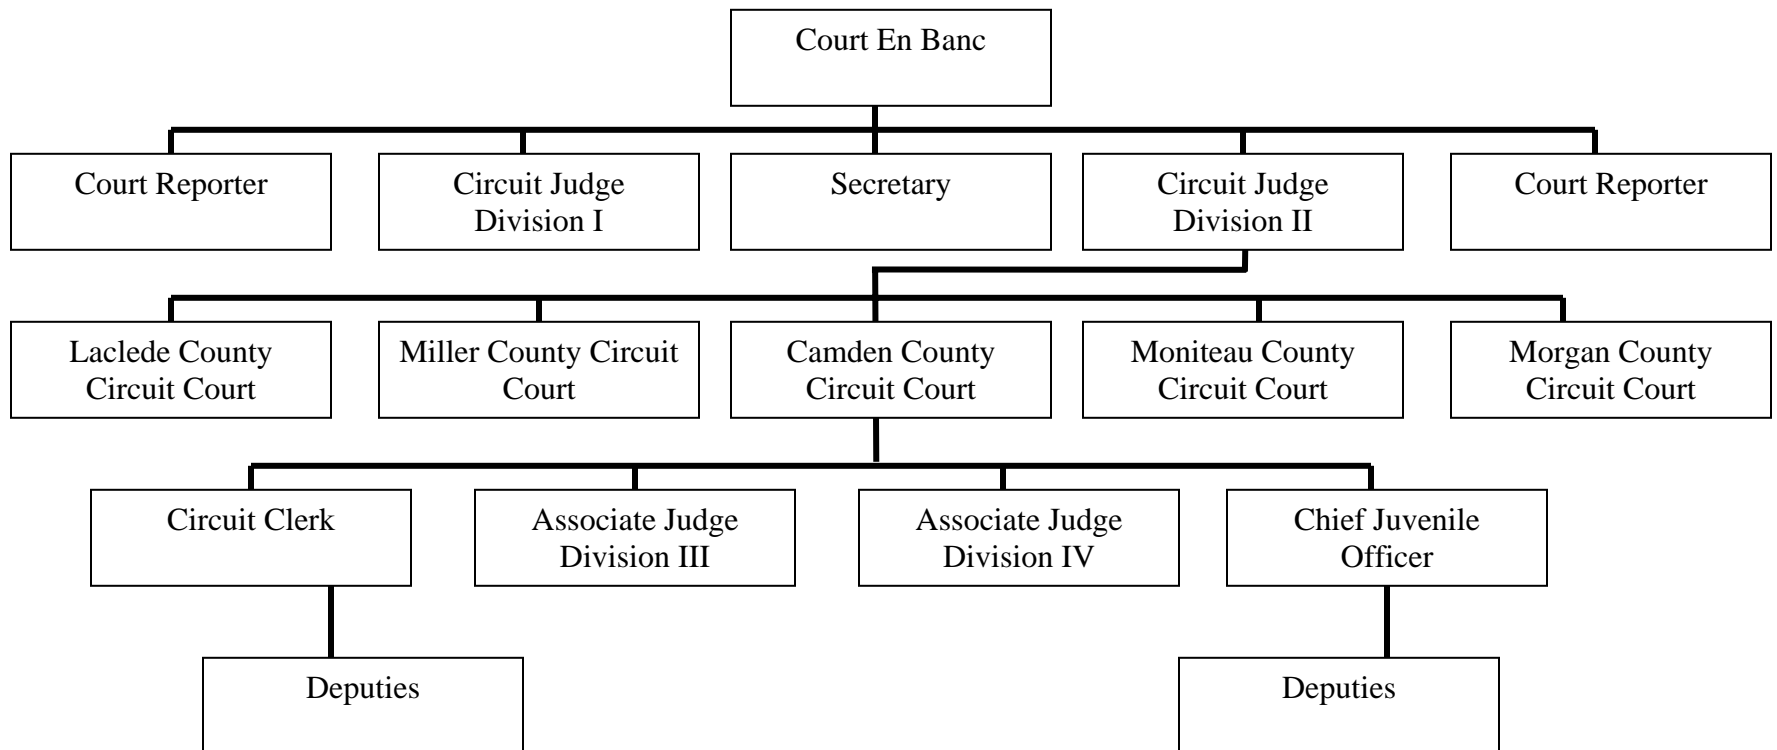 Court En Banc
Court Reporter
Circuit Judge
Division I
Secretary
Circuit Judge
Division II
Court Reporter
Laclede County
Circuit Court
Miller County Circuit
Court
Camden County
Circuit Court
Moniteau County
Circuit Court
Morgan County
Circuit Court
Circuit Clerk
Associate Judge
Division III
Associate Judge
Division IV
Chief Juvenile
Officer
Deputies
Deputies